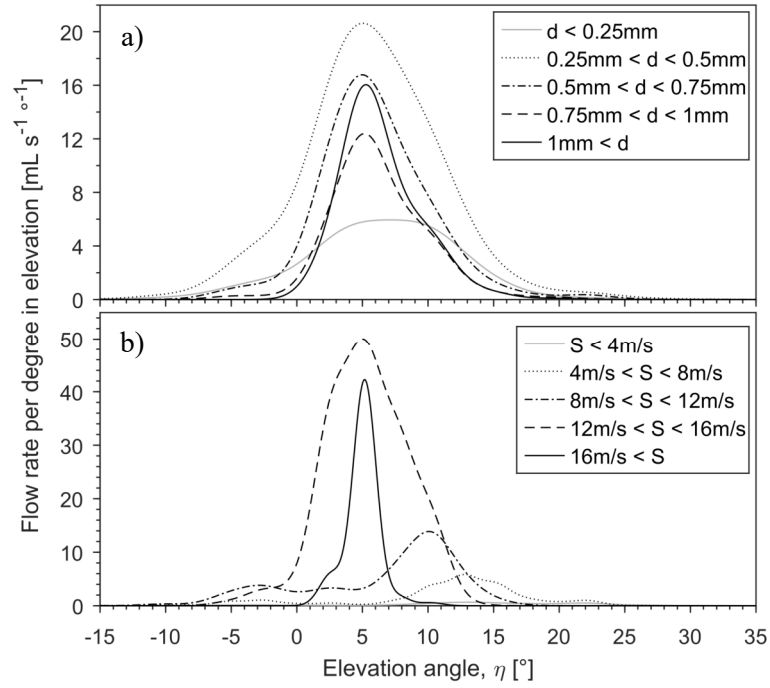 a)
d < 0.25mm
0.25mm < d < 0.5mm
0.5mm < d < 0.75mm
0.75mm < d < 1mm
1mm < d
20
16
12
8
4
0
Flow rate per degree in elevation [mL s⁻¹ °⁻¹]
b)
S < 4m/s
4m/s < S < 8m/s
8m/s < S < 12m/s
12m/s < S < 16m/s
16m/s < S
50
40
30
20
10
0
-15 -10 -5 0 5 10 15 20 25 30 35
Elevation angle, η [°]